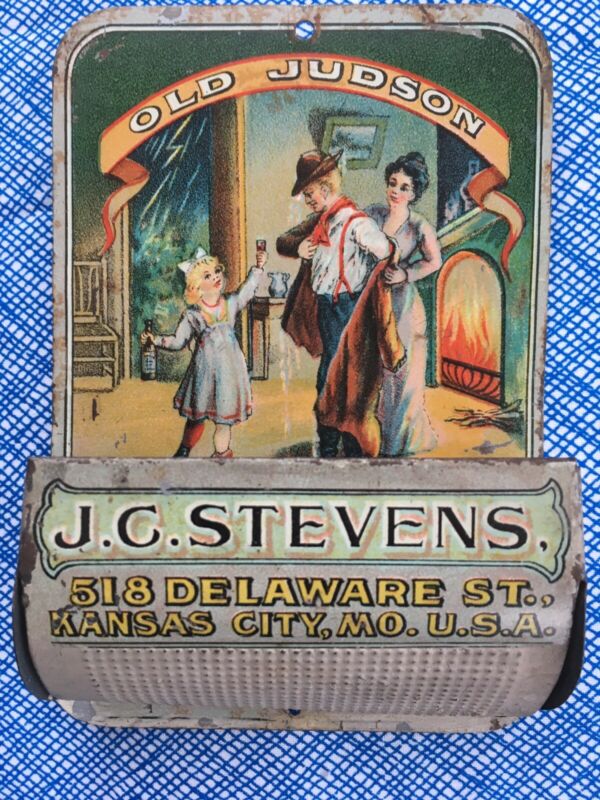 OLD JUDSON
J.C. STEVENS,
518 DELAWARE ST.,
KANSAS CITY, MO. U.S.A.